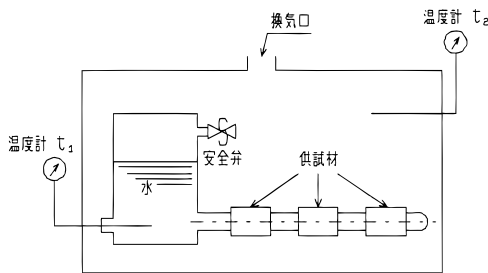 換気口
温度計 t₂
温度計 t₁
安全弁
水
供試材